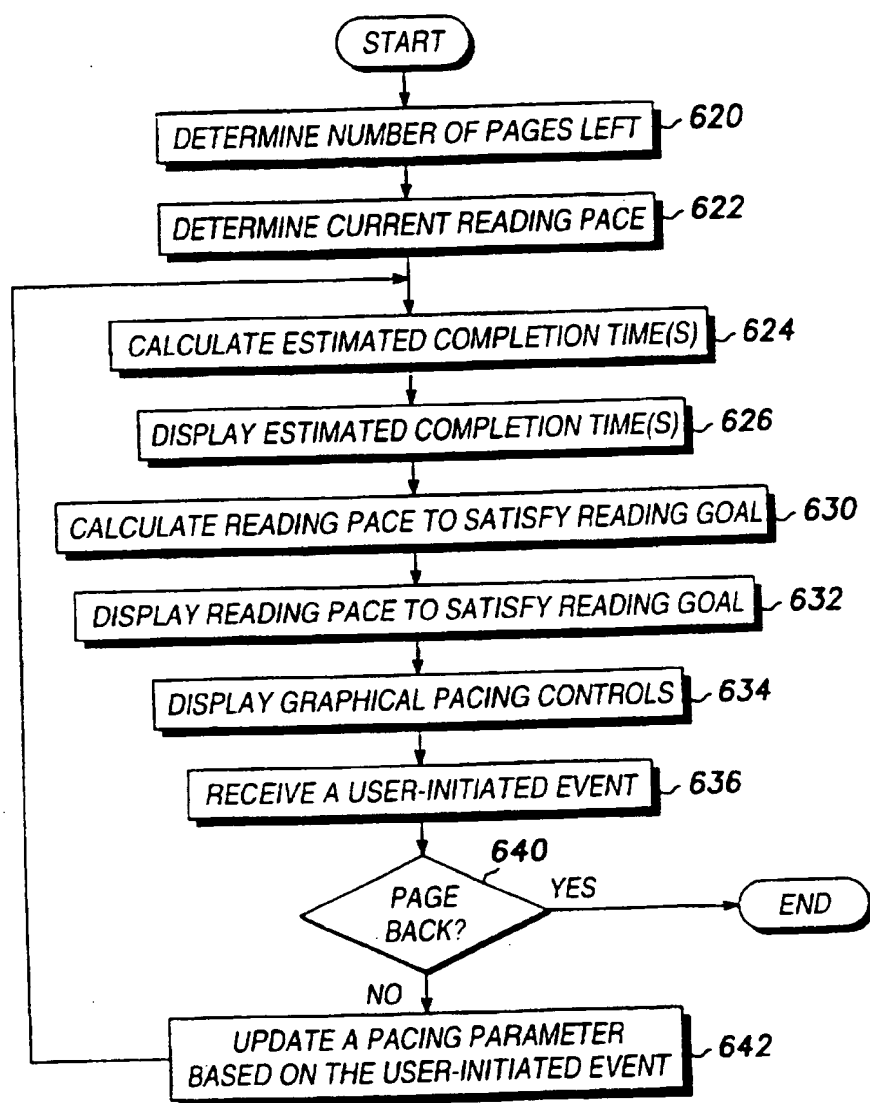 START
DETERMINE NUMBER OF PAGES LEFT 620
DETERMINE CURRENT READING PACE 622
CALCULATE ESTIMATED COMPLETION TIME(S) 624
DISPLAY ESTIMATED COMPLETION TIME(S) 626
CALCULATE READING PACE TO SATISFY READING GOAL 630
DISPLAY READING PACE TO SATISFY READING GOAL 632
DISPLAY GRAPHICAL PACING CONTROLS 634
RECEIVE A USER-INITIATED EVENT 636
640
PAGE
BACK?
YES
END
NO
UPDATE A PACING PARAMETER
BASED ON THE USER-INITIATED EVENT 642